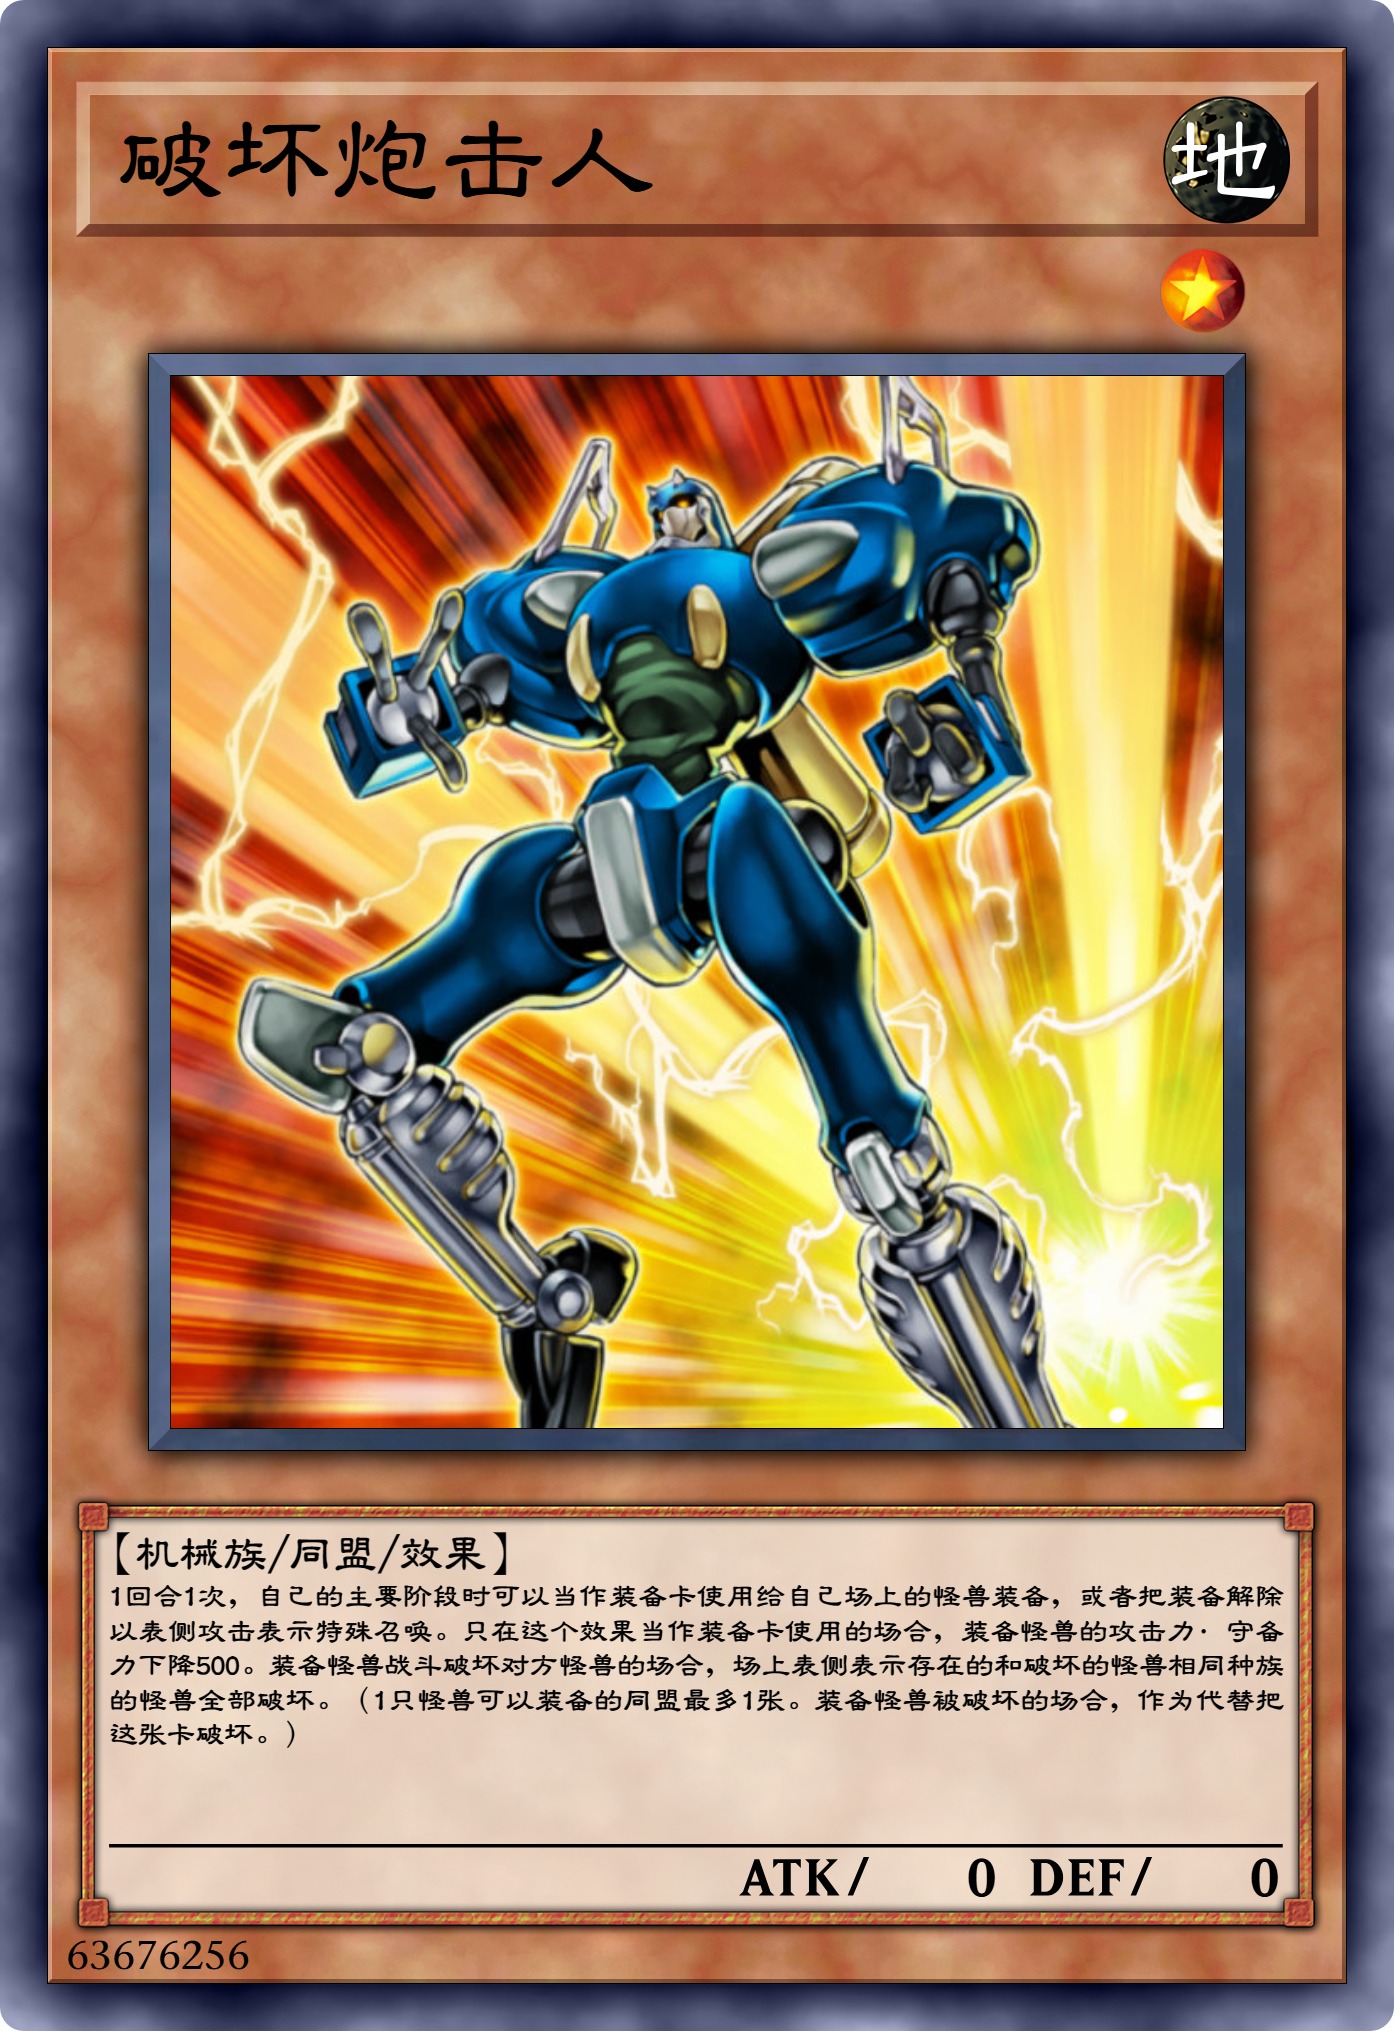 破坏炮击人
地
【机械族/同盟/效果】
1回合1次，自己的主要阶段时可以当作装备卡使用给自己场上的怪兽装备，或者把装备解除
以表侧攻击表示特殊召唤。只在这个效果当作装备卡使用的场合，装备怪兽的攻击力·守备
力下降500。装备怪兽战斗破坏对方怪兽的场合，场上表侧表示存在的和破坏的怪兽相同种族
的怪兽全部破坏。（1只怪兽可以装备的同盟最多1张。装备怪兽被破坏的场合，作为代替把
这张卡破坏。）
ATK/ 0 DEF/ 0
63676256